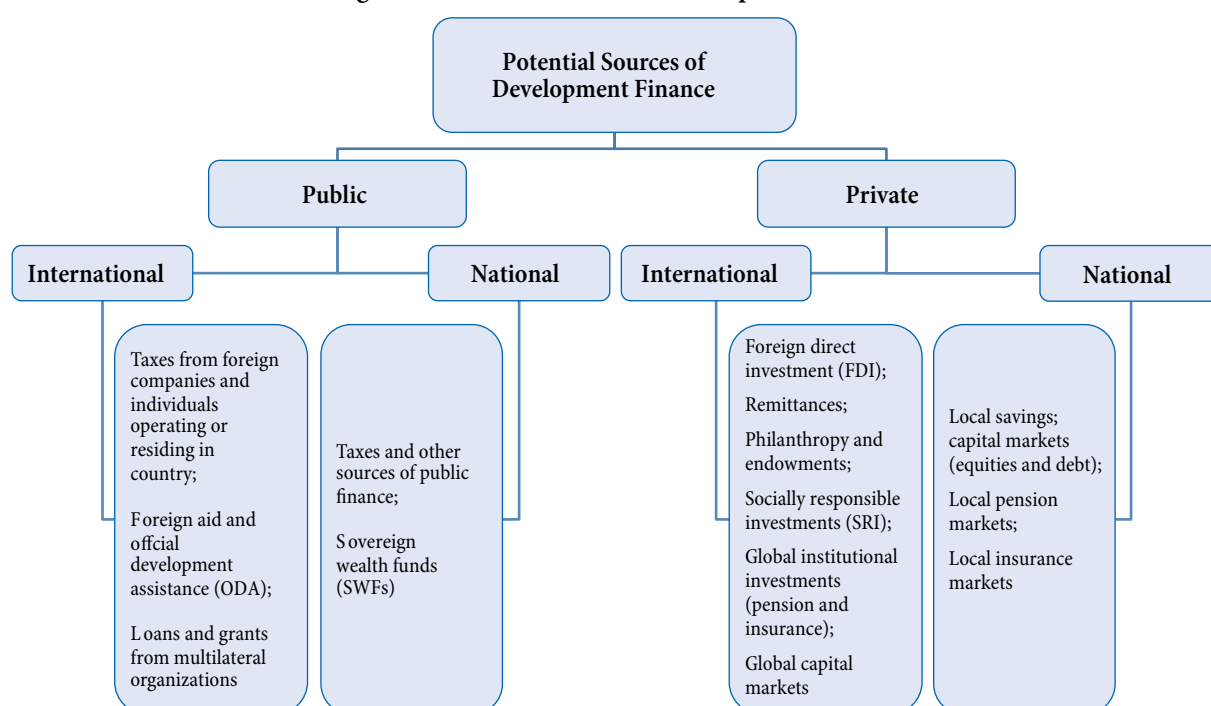 Potential Sources of
Development Finance
Public
Private
International
National
International
National
Taxes from foreign
companies and
individuals
operating or
residing in
country;
Foreign aid and
offcial
development
assistance (ODA);
Loans and grants
from multilateral
organizations
Taxes and other
sources of public
finance;
Sovereign
wealth funds
(SWFs)
Foreign direct
investment (FDI);
Remittances;
Philanthropy and
endowments;
Socially responsible
investments (SRI);
Global institutional
investments
(pension and
insurance);
Global capital
markets
Local savings;
capital markets
(equities and debt);
Local pension
markets;
Local insurance
markets